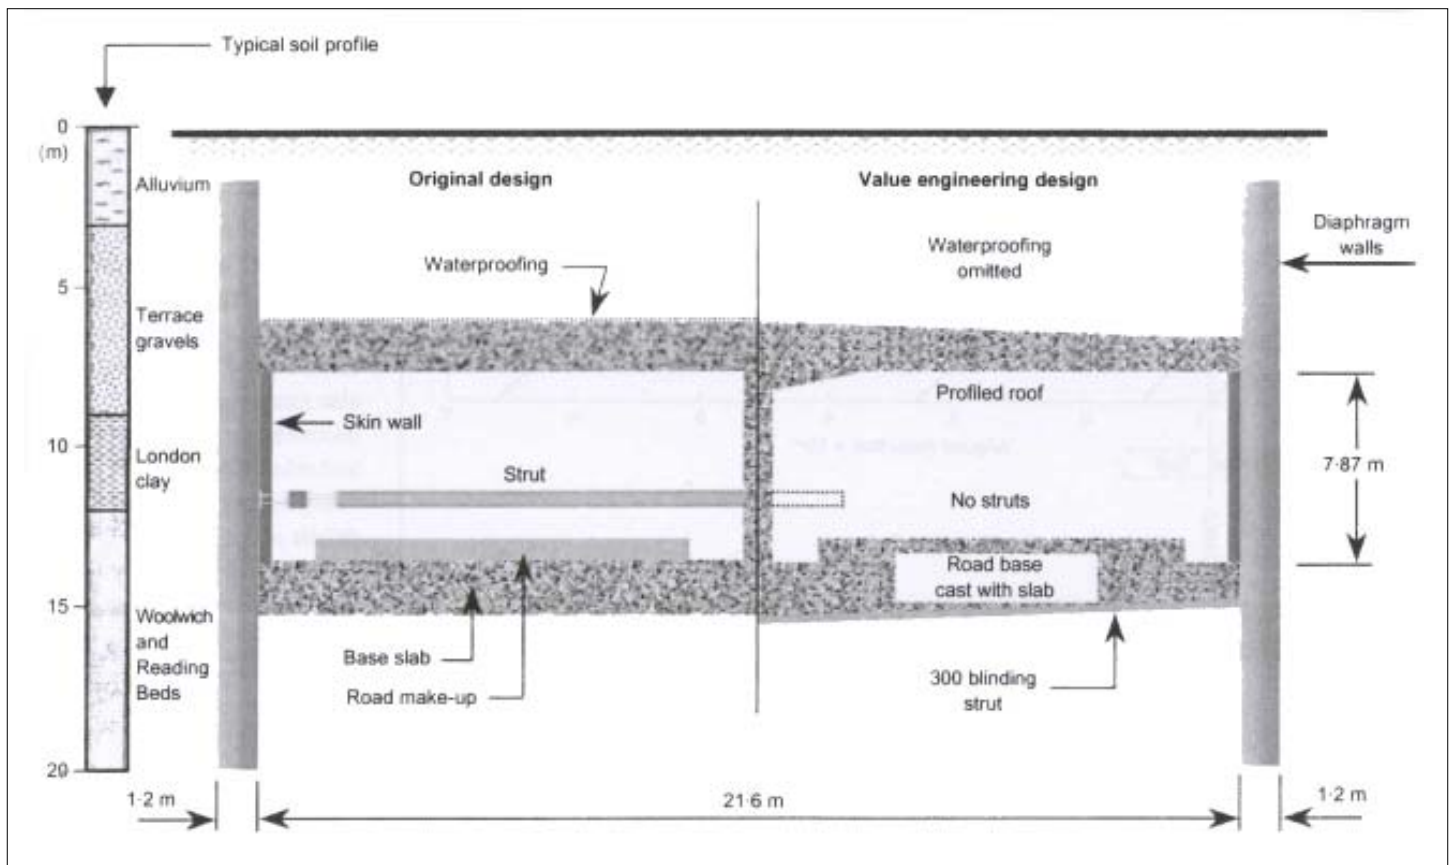 Typical soil profile
0
(m)
Alluvium
Original design
Value engineering design
Diaphragm
walls
Waterproofing
Waterproofing
omitted
5
Terrace
gravels
Profiled roof
Skin wall
10
London
clay
Strut
No struts
7·87 m
Road base
cast with slab
15
Woolwich
and
Reading
Beds
Base slab
Road make-up
300 blinding
strut
20
1·2 m
21·6 m
1·2 m